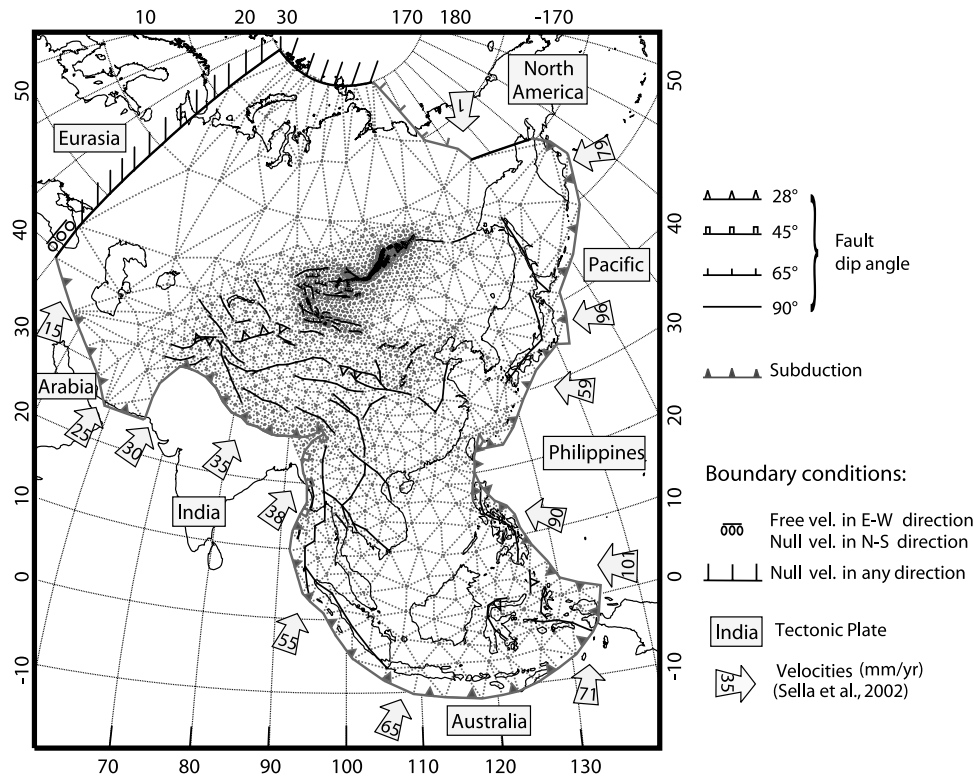 10 20 30 170 180 -170
North
America
Eurasia
50
50
1
79
40
40
Pacific
30
30
15
96
Arabia
59
20
20
25
30
35
Philippines
India
10
10
38
90
101
0
0
55
-10
-10
71
65
Australia
70 80 90 100 110 120 130
28°
45°
65°
90°
Fault
dip angle
Subduction
Boundary conditions:
Free vel. in E-W direction
Null vel. in N-S direction
Null vel. in any direction
India Tectonic Plate
35
Velocities (mm/yr)
(Sella et al., 2002)